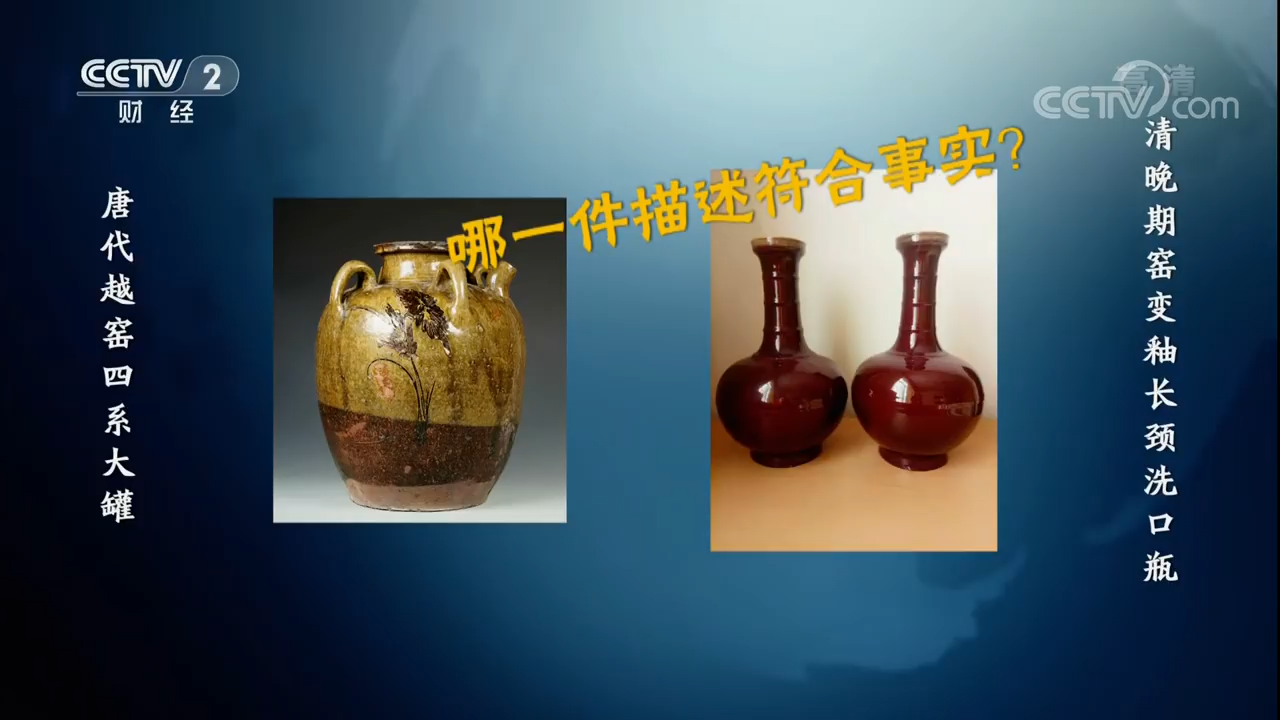 CCTV 2
财经
高清
CCTV.com
哪一件描述符合事实?
唐代越窑四系大罐
清晚期窑变釉长颈洗口瓶